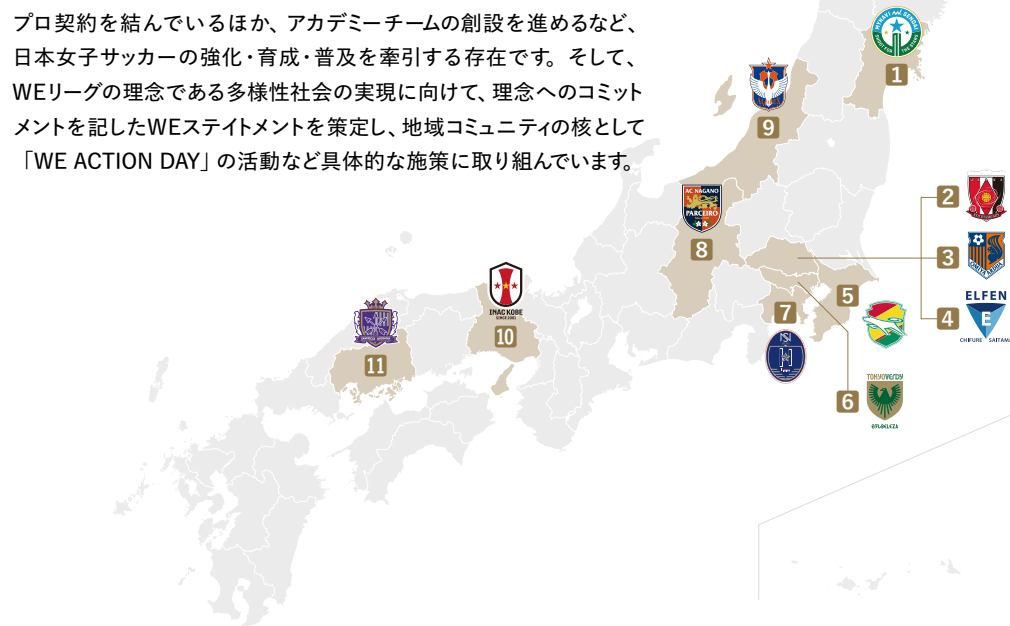 プロ契約を結んでいるほか、アカデミーチームの創設を進めるなど、
日本女子サッカーの強化・育成・普及を牽引する存在です。そして、
WEリーグの理念である多様性社会の実現に向けて、理念へのコミット
メントを記したWEステイトメントを策定し、地域コミュニティの核として
「WE ACTION DAY」の活動など具体的な施策に取り組んでいます。
MYNAVI SENDAI
1
9
2
AC NAGANO
PARCEIRO
8
3
OMIYA ARDIJA
ELFEN
E
4
CHIFURE SAITAMA
5
7
INAC KOBE
SINCE 2001
10
11
TOKYO VERDY
6
BELEZA